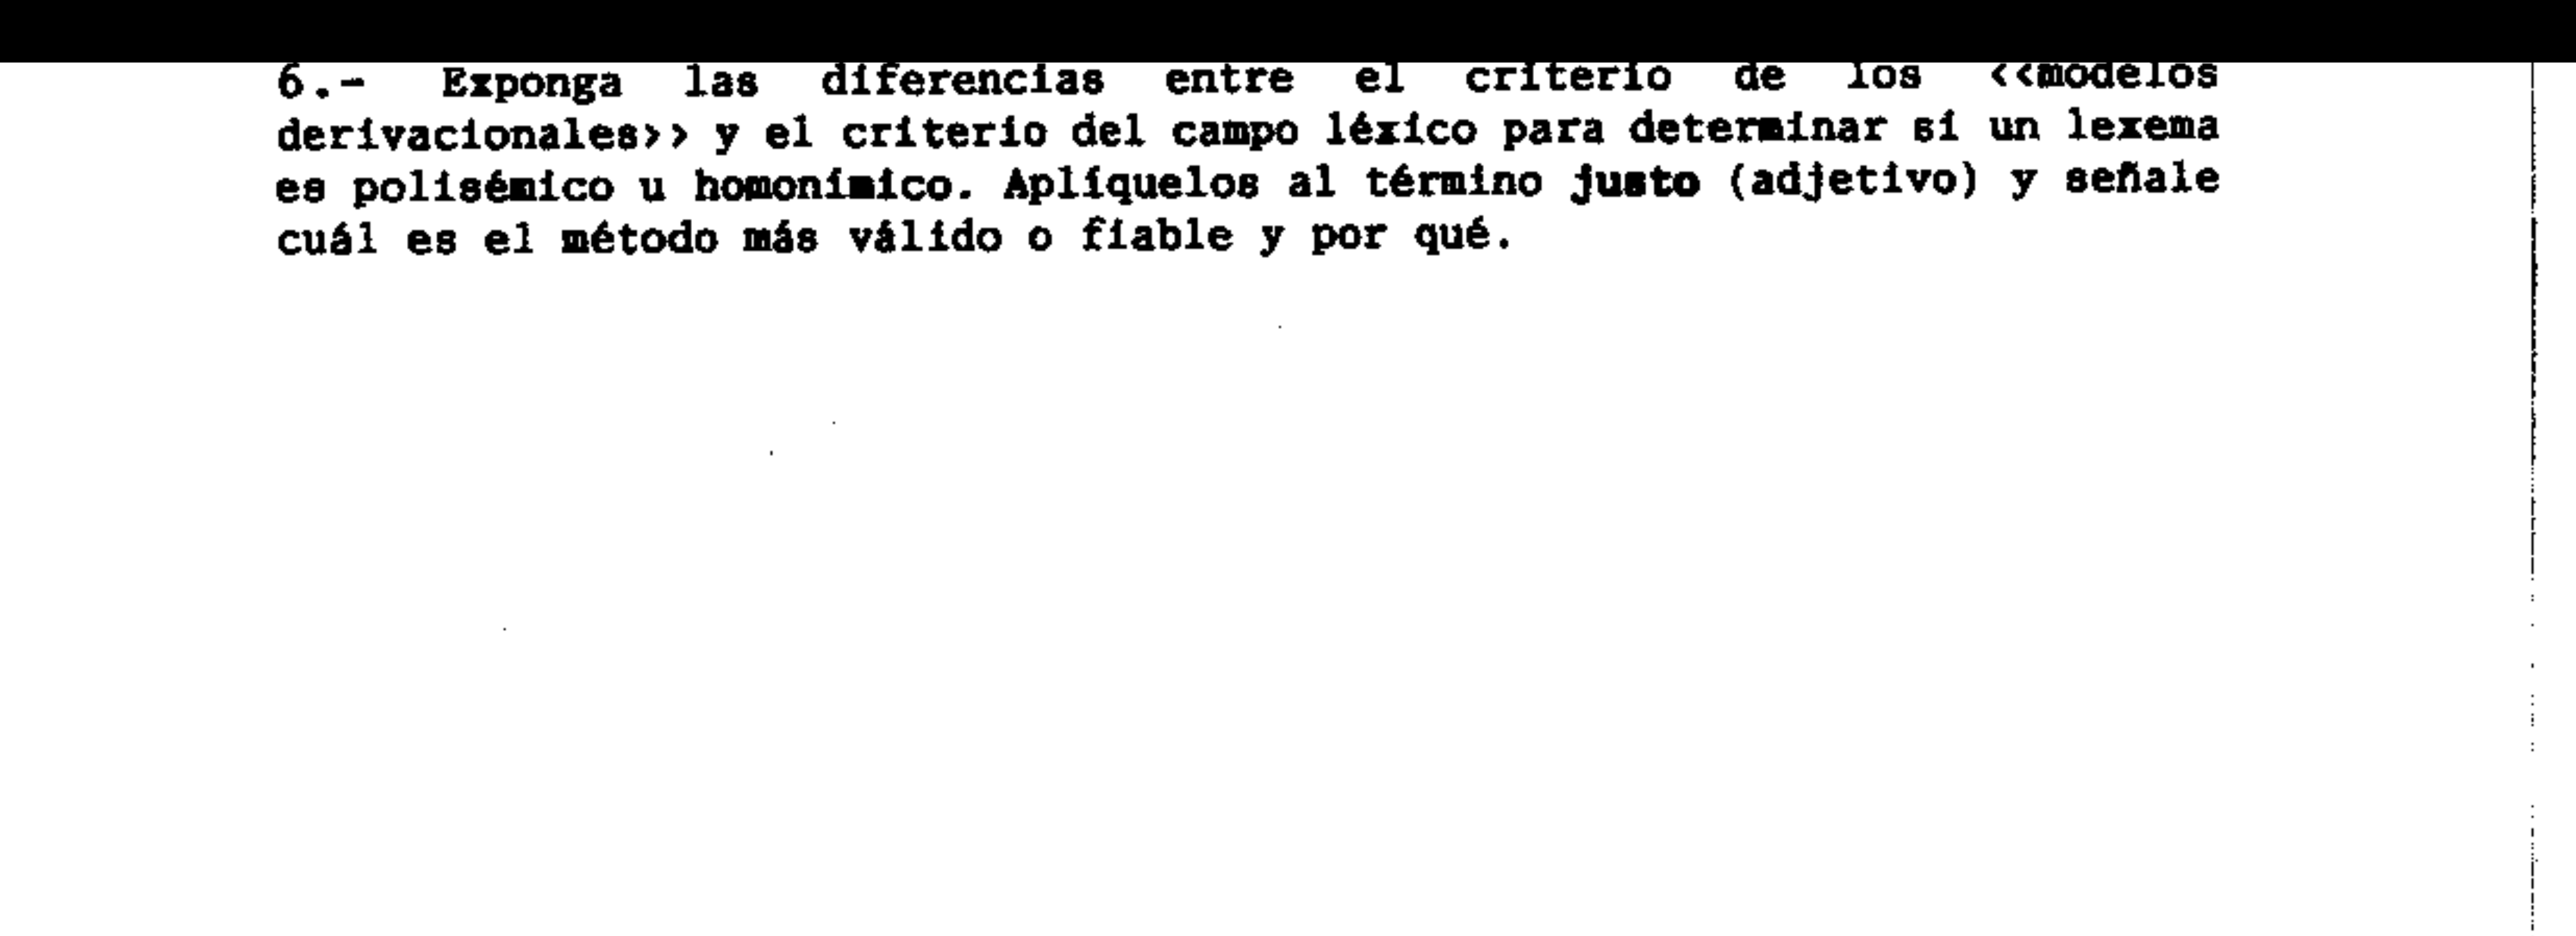 6.- Exponga las diferencias entre el criterio de los <<modelos
derivacionales>> y el criterio del campo léxico para determinar si un lexema
es polisémico u homonímico. Aplíquelos al término justo (adjetivo) y señale
cuál es el método más válido o fiable y por qué.